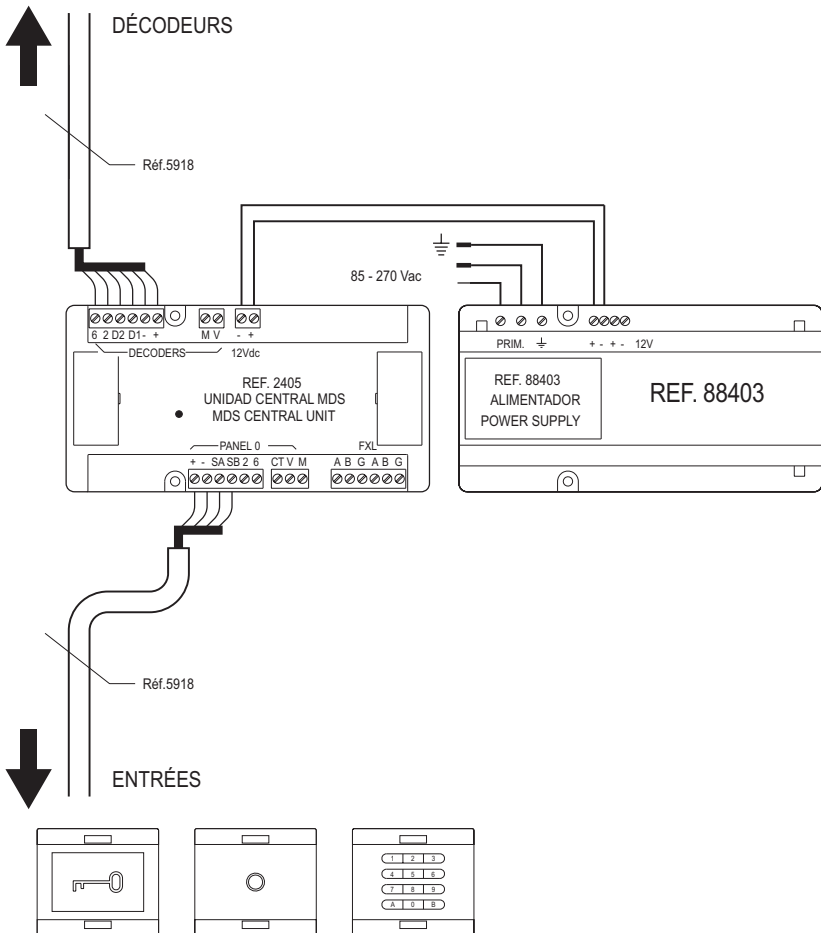 DÉCODEURS
Réf.5918
85 - 270 Vac
6 2 D2 D1 - +
M V
- +
DECODERS
12Vdc
REF. 2405
UNIDAD CENTRAL MDS
MDS CENTRAL UNIT
PANEL 0
FXL
+ - SA SB 2 6
CT V M
A B G A B G
PRIM.
+ - + -
12V
REF. 88403
ALIMENTADOR
POWER SUPPLY
REF. 88403
Réf.5918
ENTRÉES
1 2 3
4 5 6
7 8 9
A 0 B